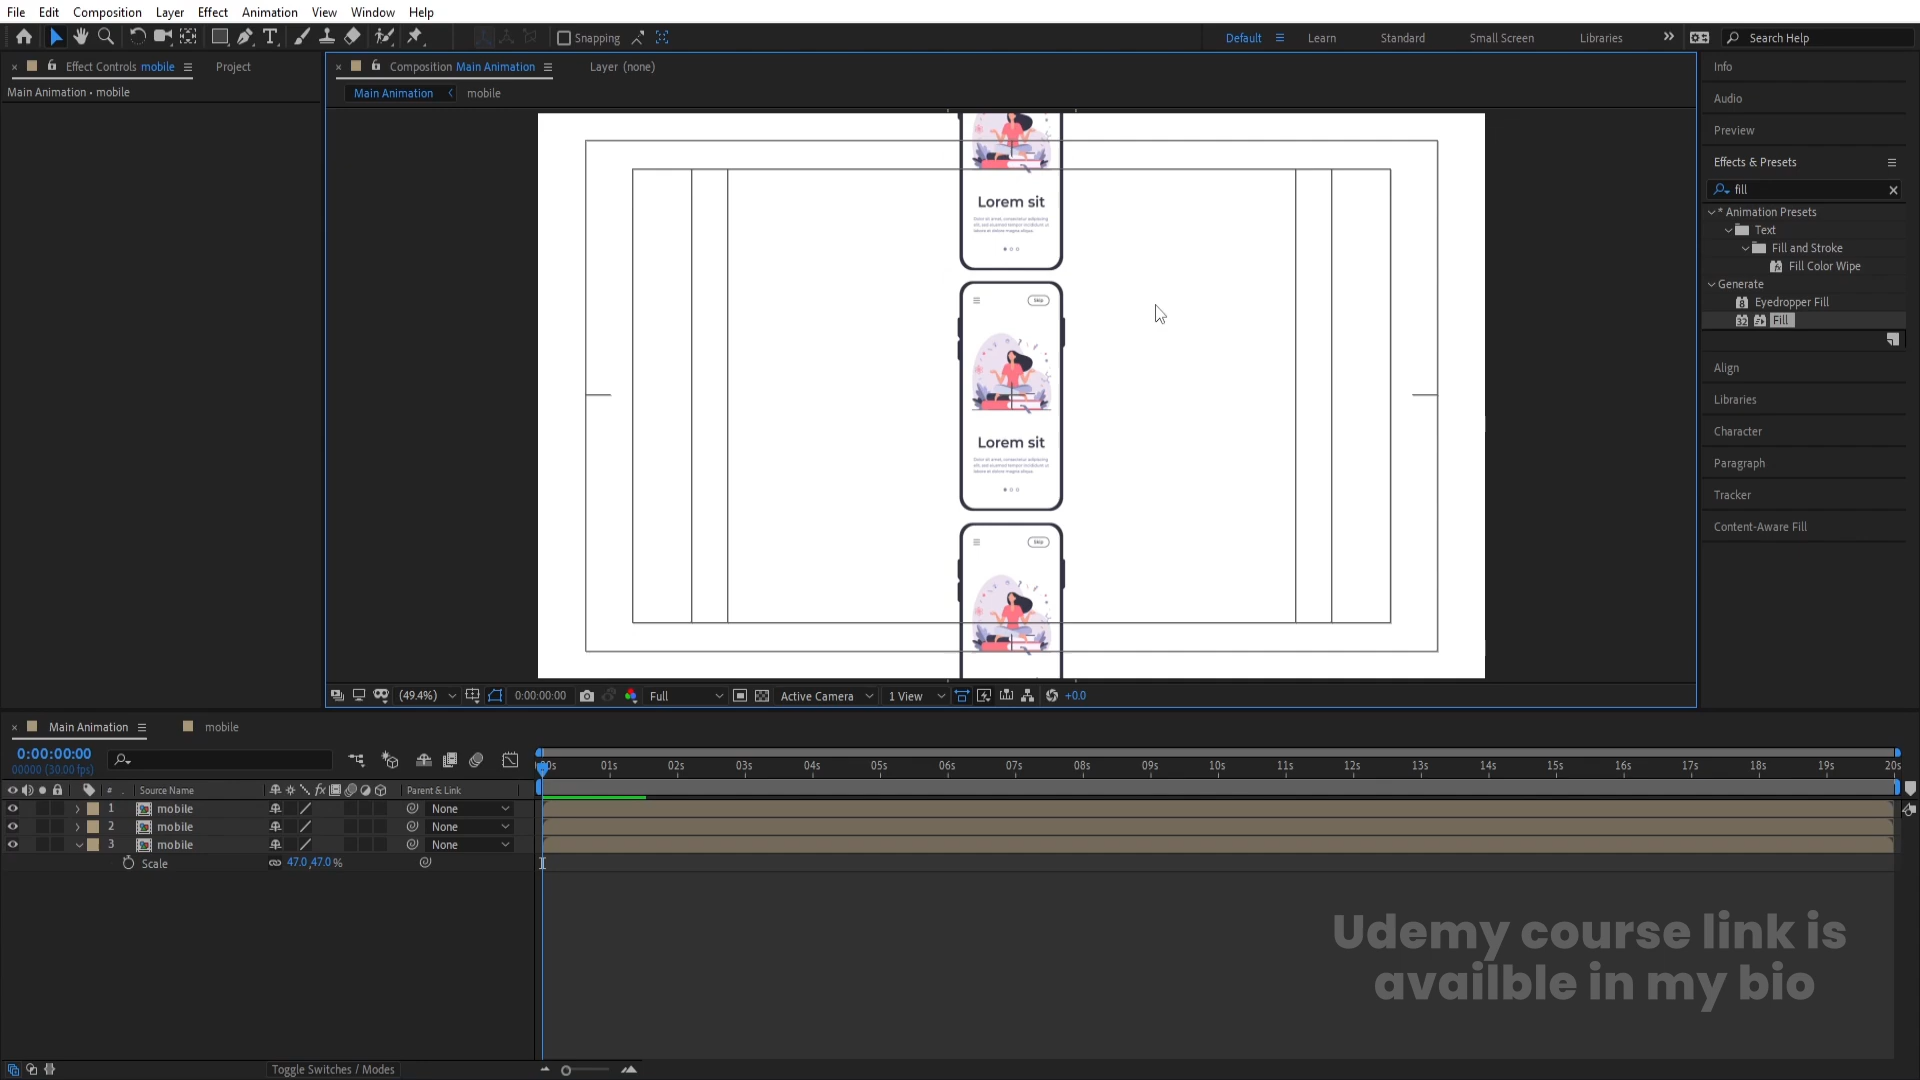 File Edit Composition Layer Effect Animation View Window Help
Snapping Default Learn Standard Small Screen Libraries Search Help
Effect Controls mobile Project
Main Animation • mobile
Composition Main Animation Layer (none)
Main Animation mobile
Lorem sit
Skip
Lorem sit
Skip
(49.4%) 0:00:00:00 Full Active Camera 1 View +0.0
Info
Audio
Preview
Effects & Presets
fill
* Animation Presets
Text
Fill and Stroke
Fill Color Wipe
Generate
Eyedropper Fill
Fill
Align
Libraries
Character
Paragraph
Tracker
Content-Aware Fill
Main Animation mobile
0:00:00:00
00000 (30.00 fps)
00s 01s 02s 03s 04s 05s 06s 07s 08s 09s 10s 11s 12s 13s 14s 15s 16s 17s 18s 19s 20s
# Source Name Parent & Link
1 mobile None
2 mobile None
3 mobile None
Scale 47.0,47.0%
Udemy course link is
availble in my bio
Toggle Switches / Modes